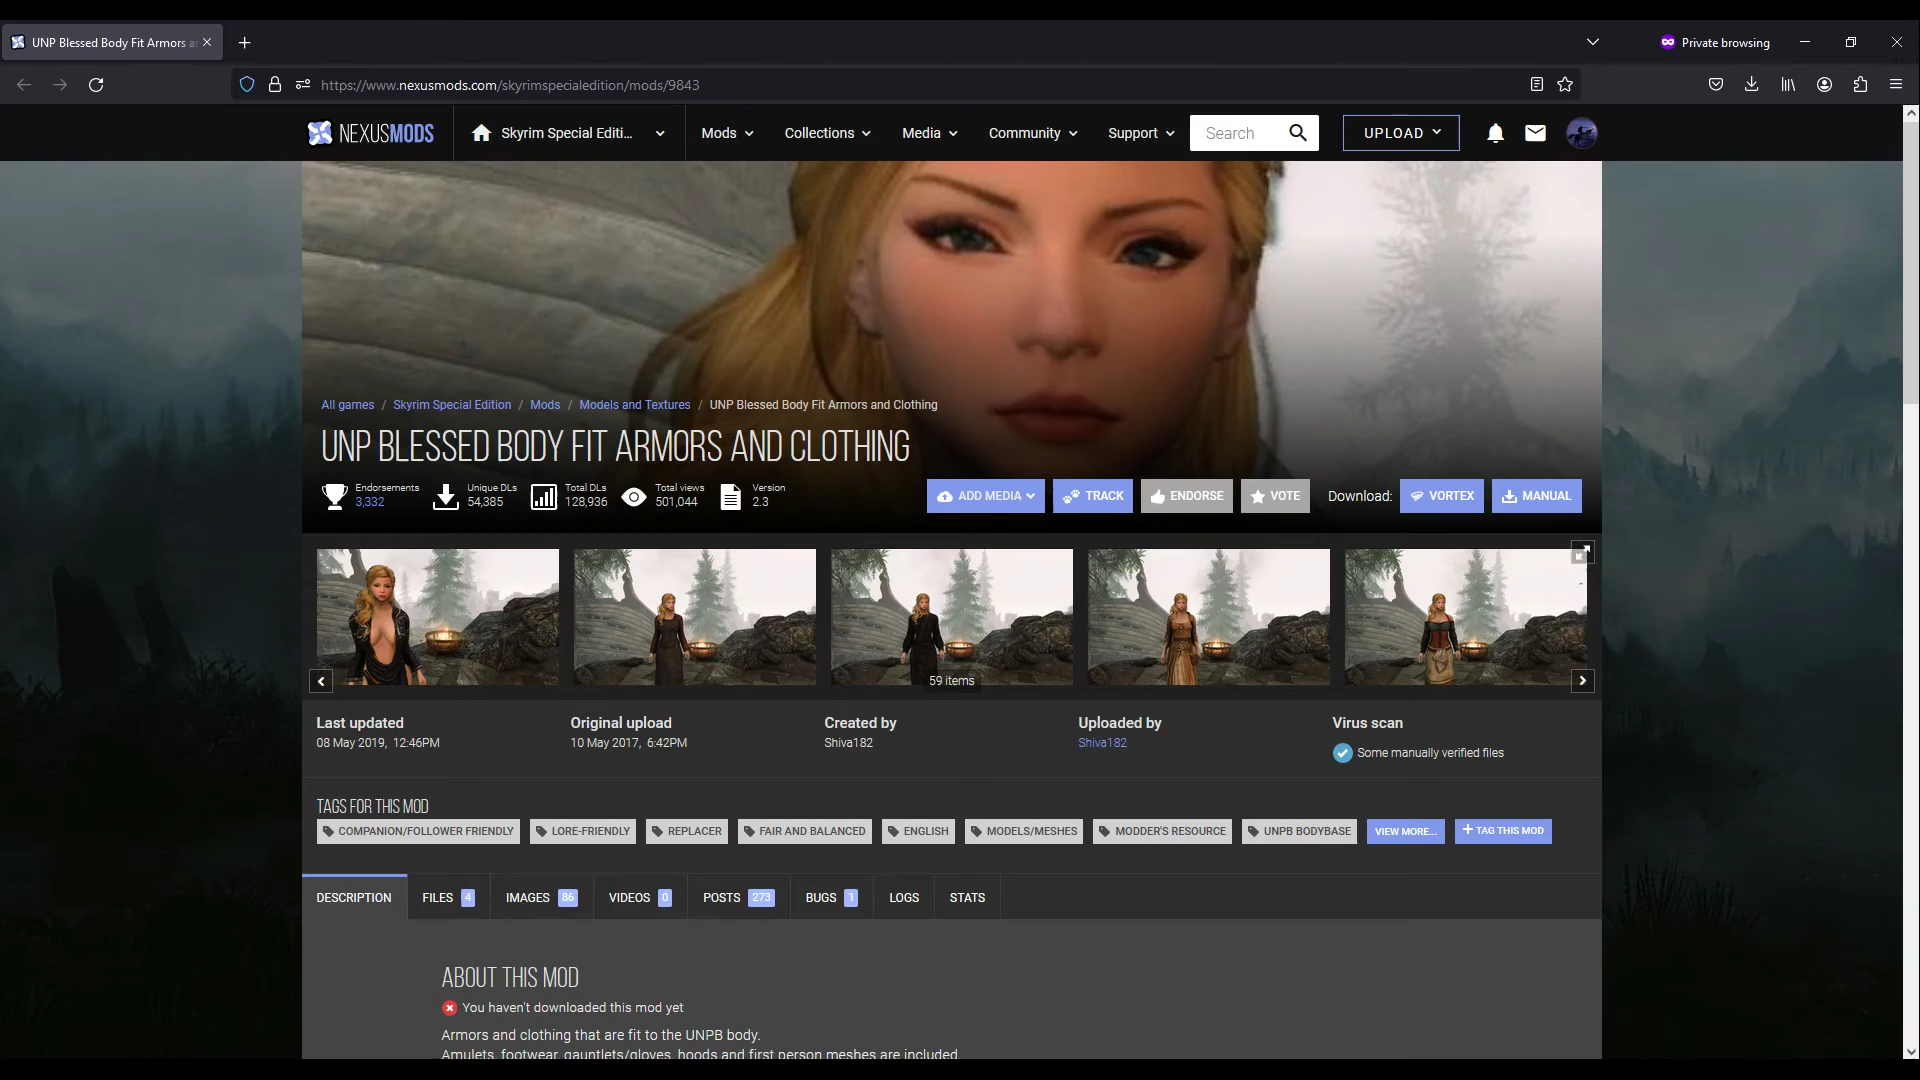 UNP Blessed Body Fit Armors a
Private browsing
https://www.nexusmods.com/skyrimspecialedition/mods/9843
NEXUSMODS
Skyrim Special Editi...
Mods
Collections
Media
Community
Support
Search
UPLOAD
All games / Skyrim Special Edition / Mods / Models and Textures / UNP Blessed Body Fit Armors and Clothing
UNP BLESSED BODY FIT ARMORS AND CLOTHING
Endorsements
3,332
Unique DLs
54,385
Total DLs
128,936
Total views
501,044
Version
2.3
ADD MEDIA
TRACK
ENDORSE
VOTE
Download:
VORTEX
MANUAL
59 items
Last updated
08 May 2019, 12:46PM
Original upload
10 May 2017, 6:42PM
Created by
Shiva182
Uploaded by
Shiva182
Virus scan
Some manually verified files
TAGS FOR THIS MOD
COMPANION/FOLLOWER FRIENDLY
LORE-FRIENDLY
REPLACER
FAIR AND BALANCED
ENGLISH
MODELS/MESHES
MODDER'S RESOURCE
UNPB BODYBASE
VIEW MORE...
+ TAG THIS MOD
DESCRIPTION
FILES 4
IMAGES 86
VIDEOS 0
POSTS 273
BUGS 1
LOGS
STATS
ABOUT THIS MOD
You haven't downloaded this mod yet
Armors and clothing that are fit to the UNPB body.
Amulets, footwear, gauntlets/gloves, hoods and first person meshes are included